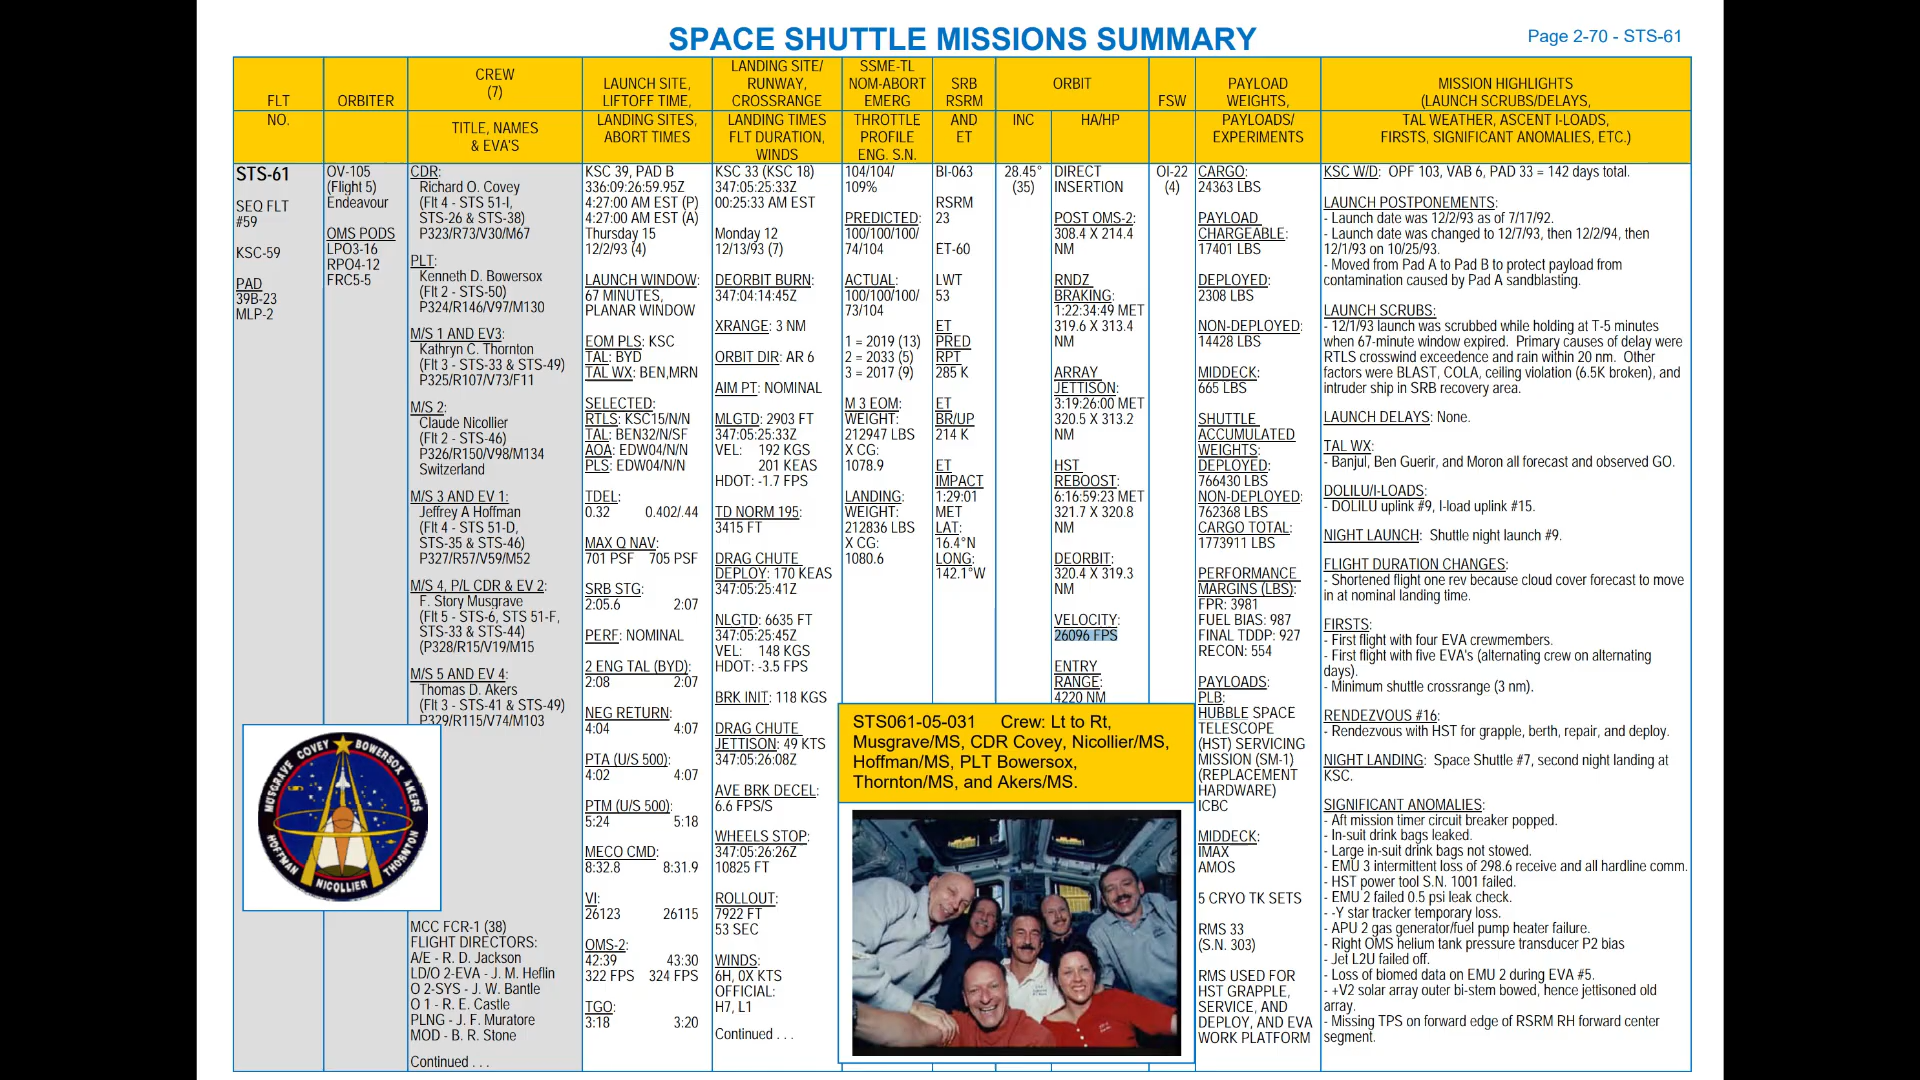 SPACE SHUTTLE MISSIONS SUMMARY
Page 2-70 - STS-61
FLT
NO.
ORBITER
CREW
(7)
TITLE, NAMES
& EVA'S
LAUNCH SITE,
LIFTOFF TIME,
LANDING SITES,
ABORT TIMES
LANDING SITE/
RUNWAY,
CROSSRANGE
LANDING TIMES
FLT DURATION,
WINDS
SSME-TL
NOM-ABORT
EMERG
THROTTLE
PROFILE
ENG. S.N.
SRB
RSRM
AND
ET
ORBIT
INC
HA/HP
FSW
PAYLOAD
WEIGHTS,
PAYLOADS/
EXPERIMENTS
MISSION HIGHLIGHTS
(LAUNCH SCRUBS/DELAYS,
TAL WEATHER, ASCENT I-LOADS,
FIRSTS, SIGNIFICANT ANOMALIES, ETC.)
STS-61
SEQ FLT
#59
KSC-59
PAD
39B-23
MLP-2
OV-105
(Flight 5)
Endeavour
OMS PODS
LPO3-16
RPO4-12
FRC5-5
CDR:
Richard O. Covey
(Flt 4 - STS 51-I,
STS-26 & STS-38)
P323/R73/V30/M67
PLT:
Kenneth D. Bowersox
(Flt 2 - STS-50)
P324/R146/V97/M130
M/S 1 AND EV3:
Kathryn C. Thornton
(Flt 3 - STS-33 & STS-49)
P325/R107/V73/F11
M/S 2:
Claude Nicollier
(Flt 2 - STS-46)
P326/R150/V98/M134
Switzerland
M/S 3 AND EV 1:
Jeffrey A Hoffman
(Flt 4 - STS 51-D,
STS-35 & STS-46)
P327/R57/V59/M52
M/S 4, P/L CDR & EV 2:
F. Story Musgrave
(Flt 5 - STS-6, STS 51-F,
STS-33 & STS-44)
(P328/R15/V19/M15
M/S 5 AND EV 4:
Thomas D. Akers
(Flt 3 - STS-41 & STS-49)
P329/R115/V74/M103
MUSGRAVE COVEY BOWERSOX AKERS
HOFFMAN NICOLLIER THORNTON
MCC FCR-1 (38)
FLIGHT DIRECTORS:
A/E - R. D. Jackson
LD/O 2-EVA - J. M. Heflin
O 2-SYS - J. W. Bantle
O 1 - R. E. Castle
PLNG - J. F. Muratore
MOD - B. R. Stone
Continued . . .
KSC 39, PAD B
336:09:26:59.95Z
4:27:00 AM EST (P)
4:27:00 AM EST (A)
Thursday 15
12/2/93 (4)
LAUNCH WINDOW:
67 MINUTES,
PLANAR WINDOW
EOM PLS: KSC
TAL: BYD
TAL WX: BEN,MRN
SELECTED:
RTLS: KSC15/N/N
TAL: BEN32/N/SF
AOA: EDW04/N/N
PLS: EDW04/N/N
TDEL:
0.32 0.402/.44
MAX Q NAV:
701 PSF 705 PSF
SRB STG:
2:05.6 2:07
PERF: NOMINAL
2 ENG TAL (BYD):
2:08 2:07
NEG RETURN:
4:04 4:07
PTA (U/S 500):
4:02 4:07
PTM (U/S 500):
5:24 5:18
MECO CMD:
8:32.8 8:31.9
VI:
26123 26115
OMS-2:
42:39 43:30
322 FPS 324 FPS
TGO:
3:18 3:20
KSC 33 (KSC 18)
347:05:25:33Z
00:25:33 AM EST
Monday 12
12/13/93 (7)
DEORBIT BURN:
347:04:14:45Z
XRANGE: 3 NM
ORBIT DIR: AR 6
AIM PT: NOMINAL
MLGTD: 2903 FT
347:05:25:33Z
VEL: 192 KGS
201 KEAS
HDOT: -1.7 FPS
TD NORM 195:
3415 FT
DRAG CHUTE
DEPLOY: 170 KEAS
347:05:25:41Z
NLGTD: 6635 FT
347:05:25:45Z
VEL: 148 KGS
HDOT: -3.5 FPS
BRK INIT: 118 KGS
DRAG CHUTE
JETTISON: 49 KTS
347:05:26:08Z
AVE BRK DECEL:
6.6 FPS/S
WHEELS STOP:
347:05:26:26Z
10825 FT
ROLLOUT:
7922 FT
53 SEC
WINDS:
6H, 0X KTS
OFFICIAL:
H7, L1
Continued . . .
104/104/
109%
PREDICTED:
100/100/100/
74/104
ACTUAL:
100/100/100/
73/104
1 = 2019 (13)
2 = 2033 (5)
3 = 2017 (9)
M 3 EOM:
WEIGHT:
212947 LBS
X CG:
1078.9
LANDING:
WEIGHT:
212836 LBS
X CG:
1080.6
BI-063
RSRM
23
ET-60
LWT
53
ET
PRED
RPT
285 K
ET
BR/UP
214 K
ET
IMPACT
1:29:01
MET
LAT:
16.4°N
LONG:
142.1°W
28.45°
(35)
DIRECT
INSERTION
POST OMS-2:
308.4 X 214.4
NM
RNDZ
BRAKING:
1:22:34:49 MET
319.6 X 313.4
NM
ARRAY
JETTISON:
3:19:26:00 MET
320.5 X 313.2
NM
HST
REBOOST:
6:16:59:23 MET
321.7 X 320.8
NM
DEORBIT:
320.4 X 319.3
NM
VELOCITY:
26096 FPS
ENTRY
RANGE:
4220 NM
STS061-05-031 Crew: Lt to Rt,
Musgrave/MS, CDR Covey, Nicollier/MS,
Hoffman/MS, PLT Bowersox,
Thornton/MS, and Akers/MS.
OI-22
(4)
CARGO:
24363 LBS
PAYLOAD
CHARGEABLE:
17401 LBS
DEPLOYED:
2308 LBS
NON-DEPLOYED:
14428 LBS
MIDDECK:
665 LBS
SHUTTLE
ACCUMULATED
WEIGHTS:
DEPLOYED:
766430 LBS
NON-DEPLOYED:
762368 LBS
CARGO TOTAL:
1773911 LBS
PERFORMANCE
MARGINS (LBS):
FPR: 3981
FUEL BIAS: 987
FINAL TDDP: 927
RECON: 554
PAYLOADS:
PLB:
HUBBLE SPACE
TELESCOPE
(HST) SERVICING
MISSION (SM-1)
(REPLACEMENT
HARDWARE)
ICBC
MIDDECK:
IMAX
AMOS
5 CRYO TK SETS
RMS 33
(S.N. 303)
RMS USED FOR
HST GRAPPLE,
SERVICE, AND
DEPLOY, AND EVA
WORK PLATFORM
KSC W/D: OPF 103, VAB 6, PAD 33 = 142 days total.
LAUNCH POSTPONEMENTS:
- Launch date was 12/2/93 as of 7/17/92.
- Launch date was changed to 12/7/93, then 12/2/94, then
12/1/93 on 10/25/93.
- Moved from Pad A to Pad B to protect payload from
contamination caused by Pad A sandblasting.
LAUNCH SCRUBS:
- 12/1/93 launch was scrubbed while holding at T-5 minutes
when 67-minute window expired. Primary causes of delay were
RTLS crosswind exceedence and rain within 20 nm. Other
factors were BLAST, COLA, ceiling violation (6.5K broken), and
intruder ship in SRB recovery area.
LAUNCH DELAYS: None.
TAL WX:
- Banjul, Ben Guerir, and Moron all forecast and observed GO.
DOLILU/I-LOADS:
- DOLILU uplink #9, I-load uplink #15.
NIGHT LAUNCH: Shuttle night launch #9.
FLIGHT DURATION CHANGES:
- Shortened flight one rev because cloud cover forecast to move
in at nominal landing time.
FIRSTS:
- First flight with four EVA crewmembers.
- First flight with five EVA's (alternating crew on alternating
days).
- Minimum shuttle crossrange (3 nm).
RENDEZVOUS #16:
- Rendezvous with HST for grapple, berth, repair, and deploy.
NIGHT LANDING: Space Shuttle #7, second night landing at
KSC.
SIGNIFICANT ANOMALIES:
- Aft mission timer circuit breaker popped.
- In-suit drink bags leaked.
- Large in-suit drink bags not stowed.
- EMU 3 intermittent loss of 298.6 receive and all hardline comm.
- HST power tool S.N. 1001 failed.
- EMU 2 failed 0.5 psi leak check.
- -Y star tracker temporary loss.
- APU 2 gas generator/fuel pump heater failure.
- Right OMS helium tank pressure transducer P2 bias
- Jet L2U failed off.
- Loss of biomed data on EMU 2 during EVA #5.
- +V2 solar array outer bi-stem bowed, hence jettisoned old
array.
- Missing TPS on forward edge of RSRM RH forward center
segment.